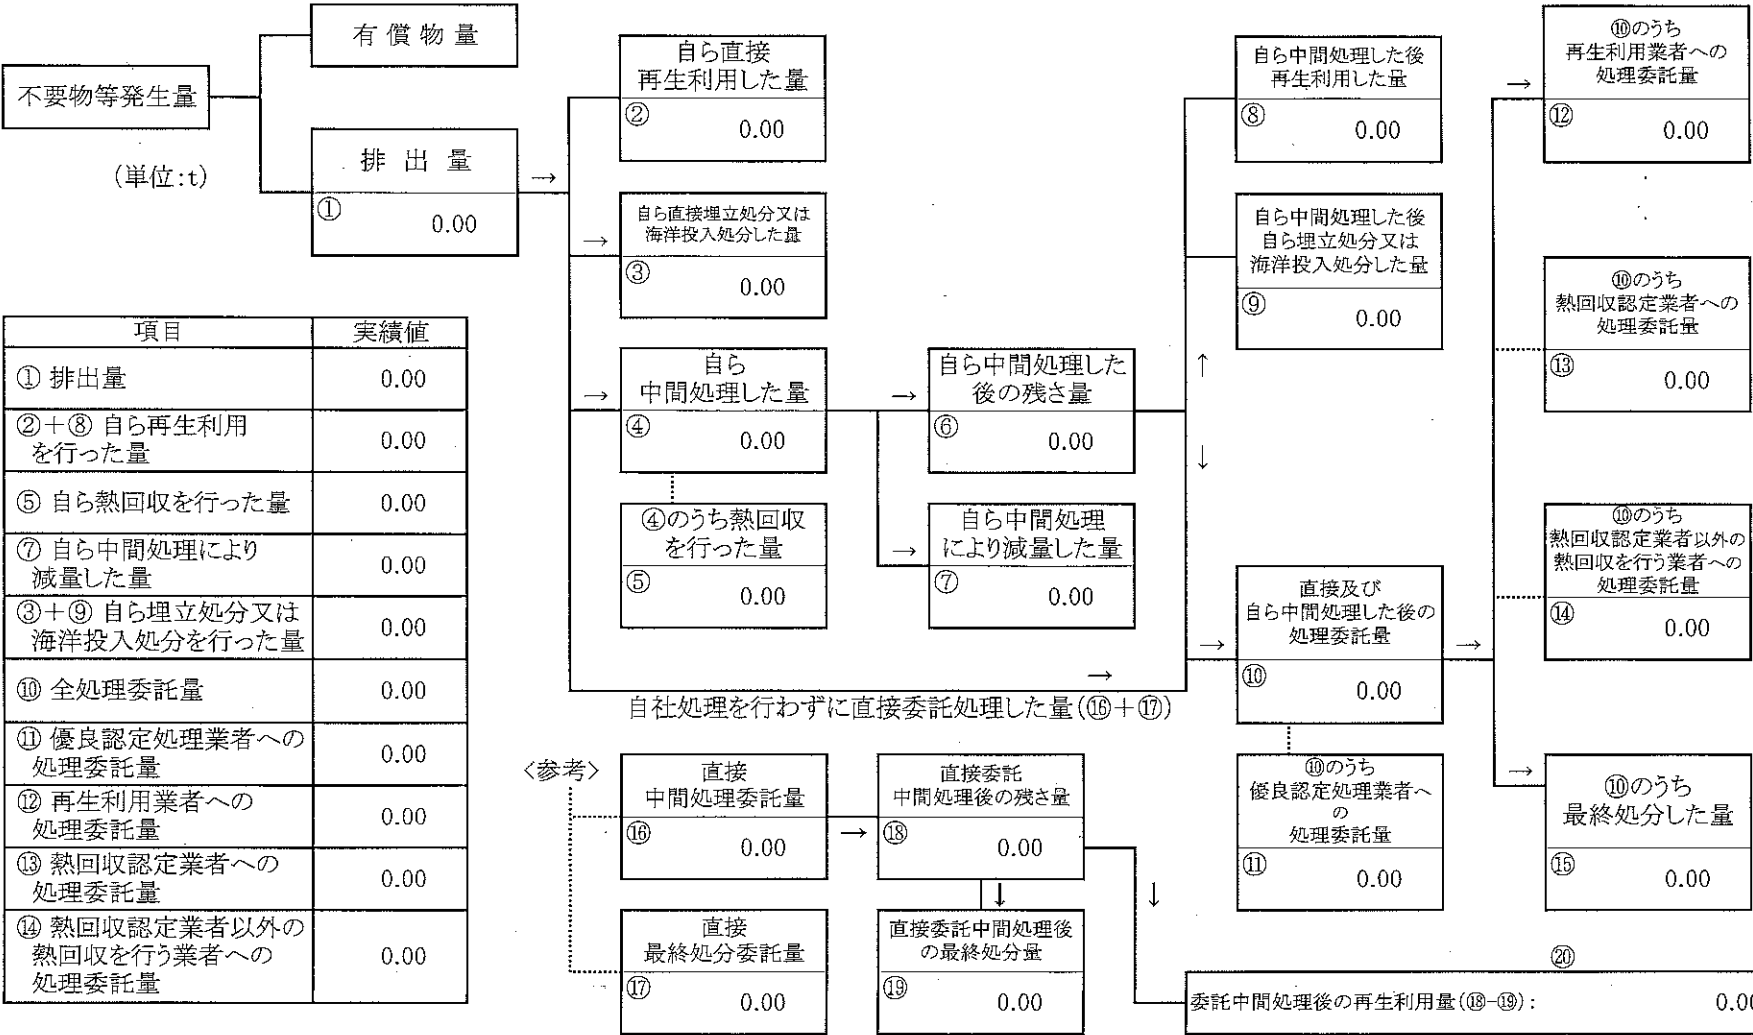 不要物等発生量
(単位:t)
有償物量
排出量
①
0.00
→
自ら直接
再生利用した量
②
0.00
→
自ら直接埋立処分又は
海洋投入処分した量
③
0.00
→
自ら
中間処理した量
④
0.00
④のうち熱回収
を行った量
⑤
0.00
→
自ら中間処理した
後の残さ量
⑥
0.00
→
自ら中間処理
により減量した量
⑦
0.00
↑
↓
自ら中間処理した後
再生利用した量
⑧
0.00
自ら中間処理した後
自ら埋立処分又は
海洋投入処分した量
⑨
0.00
→
直接及び
自ら中間処理した後の
処理委託量
⑩
0.00
→
⑩のうち
優良認定処理業者へ
の
処理委託量
⑪
0.00
→
⑩のうち
再生利用業者への
処理委託量
⑫
0.00
⑩のうち
熱回収認定業者への
処理委託量
⑬
0.00
⑩のうち
熱回収認定業者以外の
熱回収を行う業者への
処理委託量
⑭
0.00
→
⑩のうち
最終処分した量
⑮
0.00
→
自社処理を行わずに直接委託処理した量(⑯+⑰)
<参考>
直接
中間処理委託量
⑯
0.00
→
直接
最終処分委託量
⑰
0.00
直接委託
中間処理後の残さ量
⑱
0.00
↓
直接委託中間処理後
の最終処分量
⑲
0.00
↓
⑳
委託中間処理後の再生利用量(⑱-⑲): 0.00
項目 実績値
① 排出量 0.00
②+⑧ 自ら再生利用
を行った量 0.00
⑤ 自ら熱回収を行った量 0.00
⑦ 自ら中間処理により
減量した量 0.00
③+⑨ 自ら埋立処分又は
海洋投入処分を行った量 0.00
⑩ 全処理委託量 0.00
⑪ 優良認定処理業者への
処理委託量 0.00
⑫ 再生利用業者への
処理委託量 0.00
⑬ 熱回収認定業者への
処理委託量 0.00
⑭ 熱回収認定業者以外の
熱回収を行う業者への
処理委託量 0.00